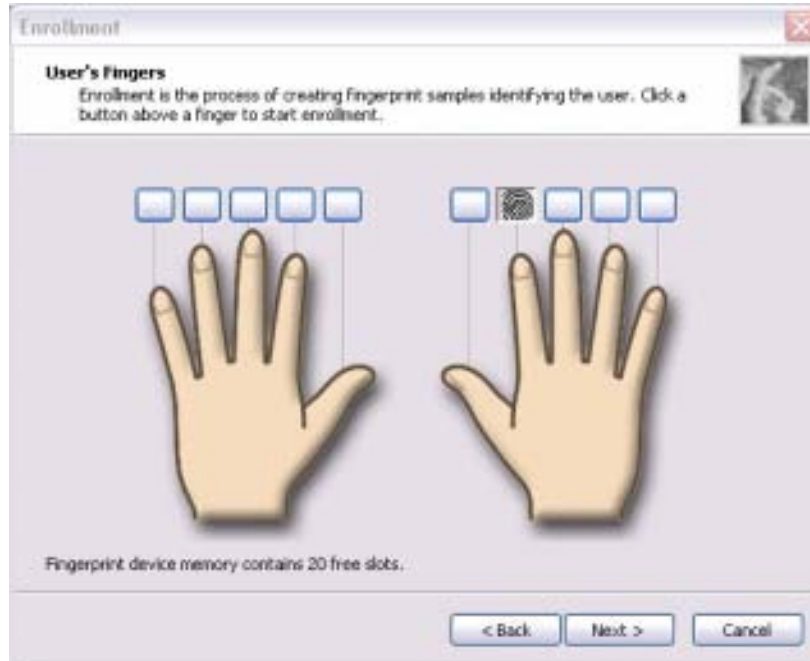 Enrollment
User's Fingers
Enrollment is the process of creating fingerprint samples identifying the user. Click a
button above a finger to start enrollment.
Fingerprint device memory contains 20 free slots.
< Back Next > Cancel